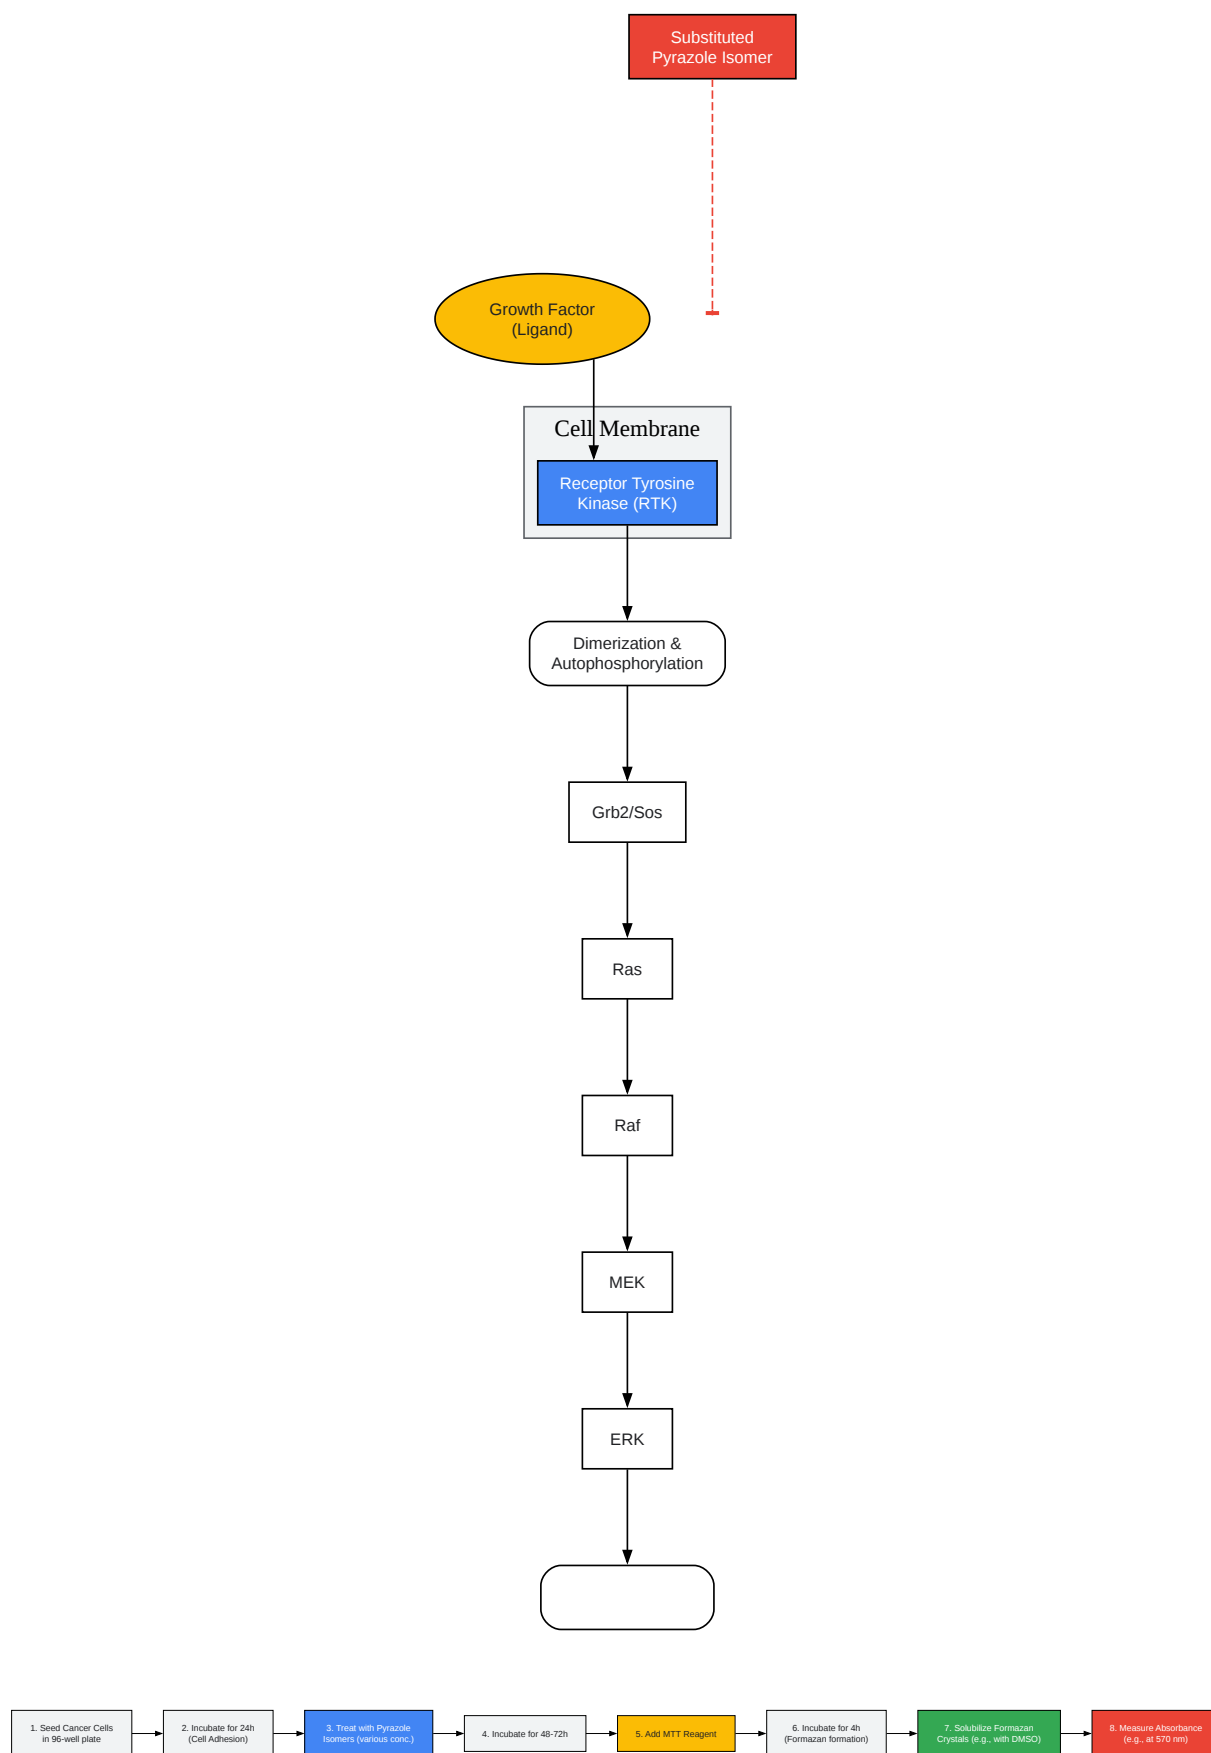 Substituted
Pyrazole Isomer
Growth Factor
(Ligand)
Cell Membrane
Receptor Tyrosine
Kinase (RTK)
Dimerization &
Autophosphorylation
Grb2/Sos
Ras
Raf
MEK
ERK
1. Seed Cancer Cells
in 96-well plate
2. Incubate for 24h
(Cell Adhesion)
3. Treat with Pyrazole
Isomers (various conc.)
4. Incubate for 48-72h
5. Add MTT Reagent
6. Incubate for 4h
(Formazan formation)
7. Solubilize Formazan
Crystals (e.g., with DMSO)
8. Measure Absorbance
(e.g., at 570 nm)